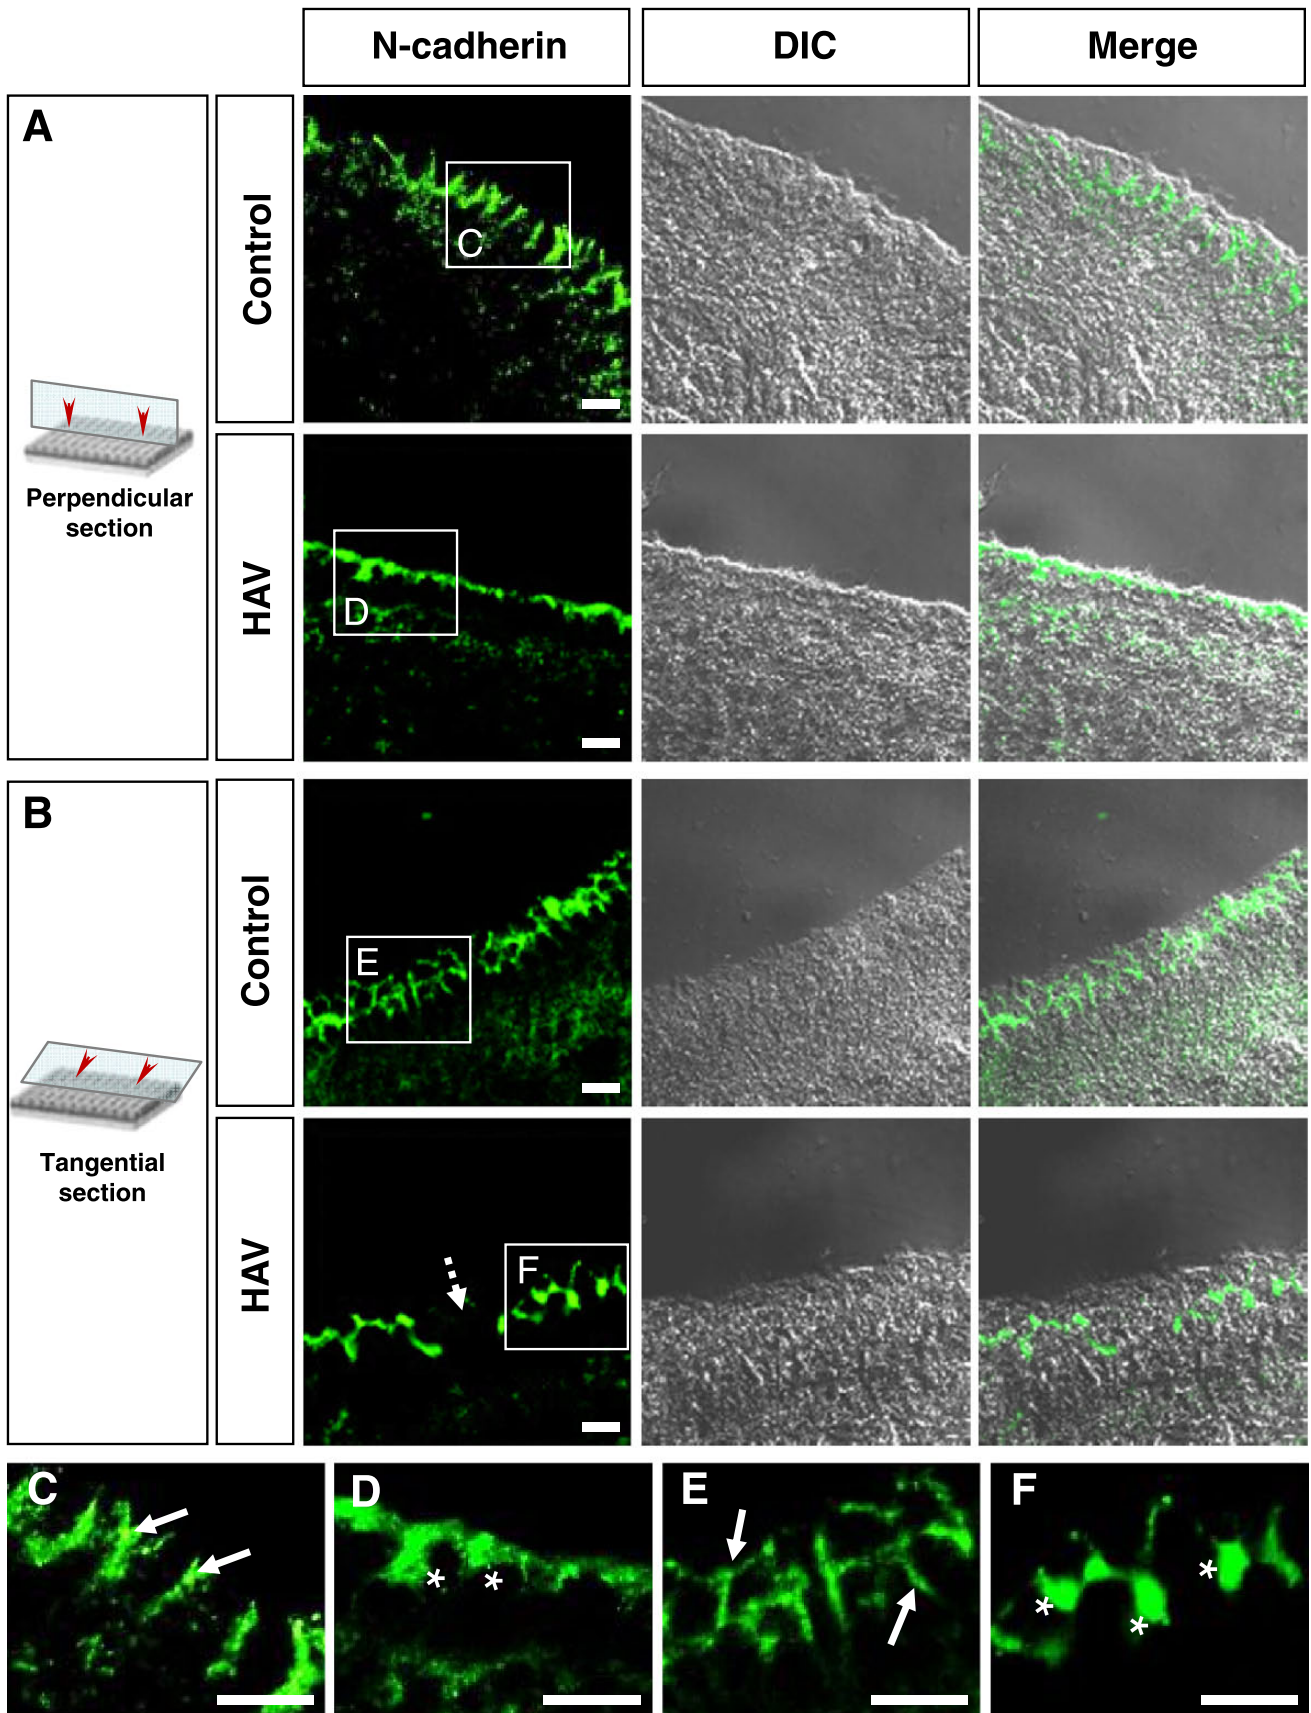 N-cadherin
DIC
Merge
A
Control
C
Perpendicular
section
HAV
D
B
Control
E
Tangential
section
HAV
F
C
*
*
D
*
*
E
F
*
*
*